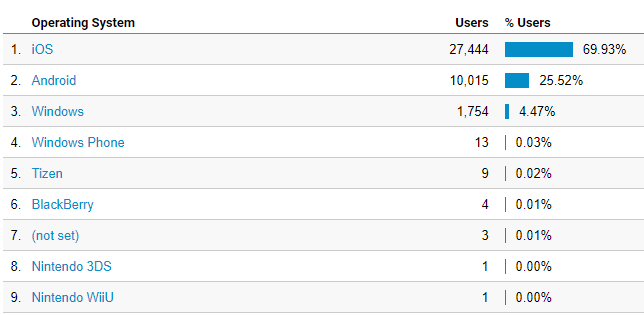 Operating System Users % Users
1. iOS 27,444 69.93%
2. Android 10,015 25.52%
3. Windows 1,754 4.47%
4. Windows Phone 13 0.03%
5. Tizen 9 0.02%
6. BlackBerry 4 0.01%
7. (not set) 3 0.01%
8. Nintendo 3DS 1 0.00%
9. Nintendo WiiU 1 0.00%